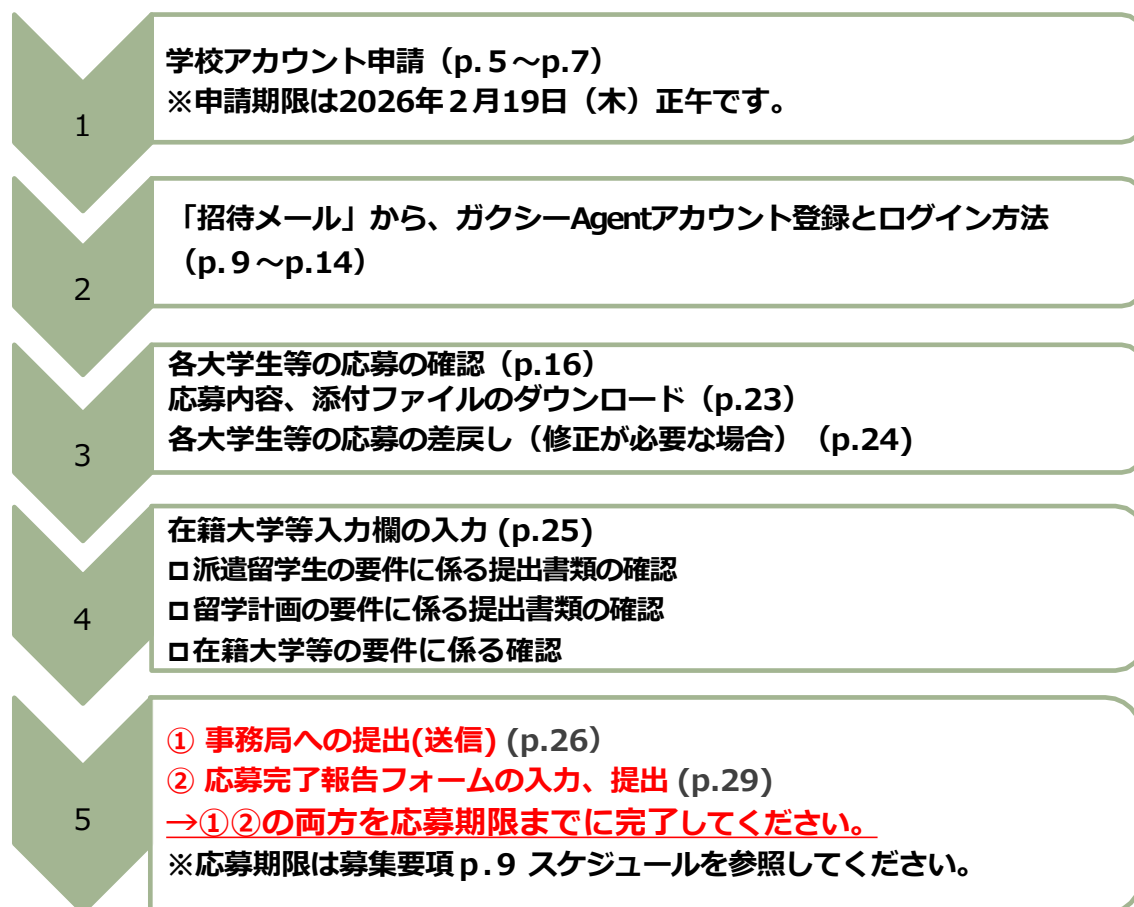 1
学校アカウント申請（p.５～p.7）
※申請期限は2026年２月19日（木）正午です。
2
「招待メール」から、ガクシーAgentアカウント登録とログイン方法
（p.９～p.14）
3
各大学生等の応募の確認（p.16）
応募内容、添付ファイルのダウンロード（p.23）
各大学生等の応募の差戻し（修正が必要な場合）（p.24)
4
在籍大学等入力欄の入力 (p.25)
□派遣留学生の要件に係る提出書類の確認
□留学計画の要件に係る提出書類の確認
□在籍大学等の要件に係る確認
5
① 事務局への提出(送信) (p.26）
② 応募完了報告フォームの入力、提出 (p.29)
→①②の両方を応募期限までに完了してください。
※応募期限は募集要項ｐ.９ スケジュールを参照してください。